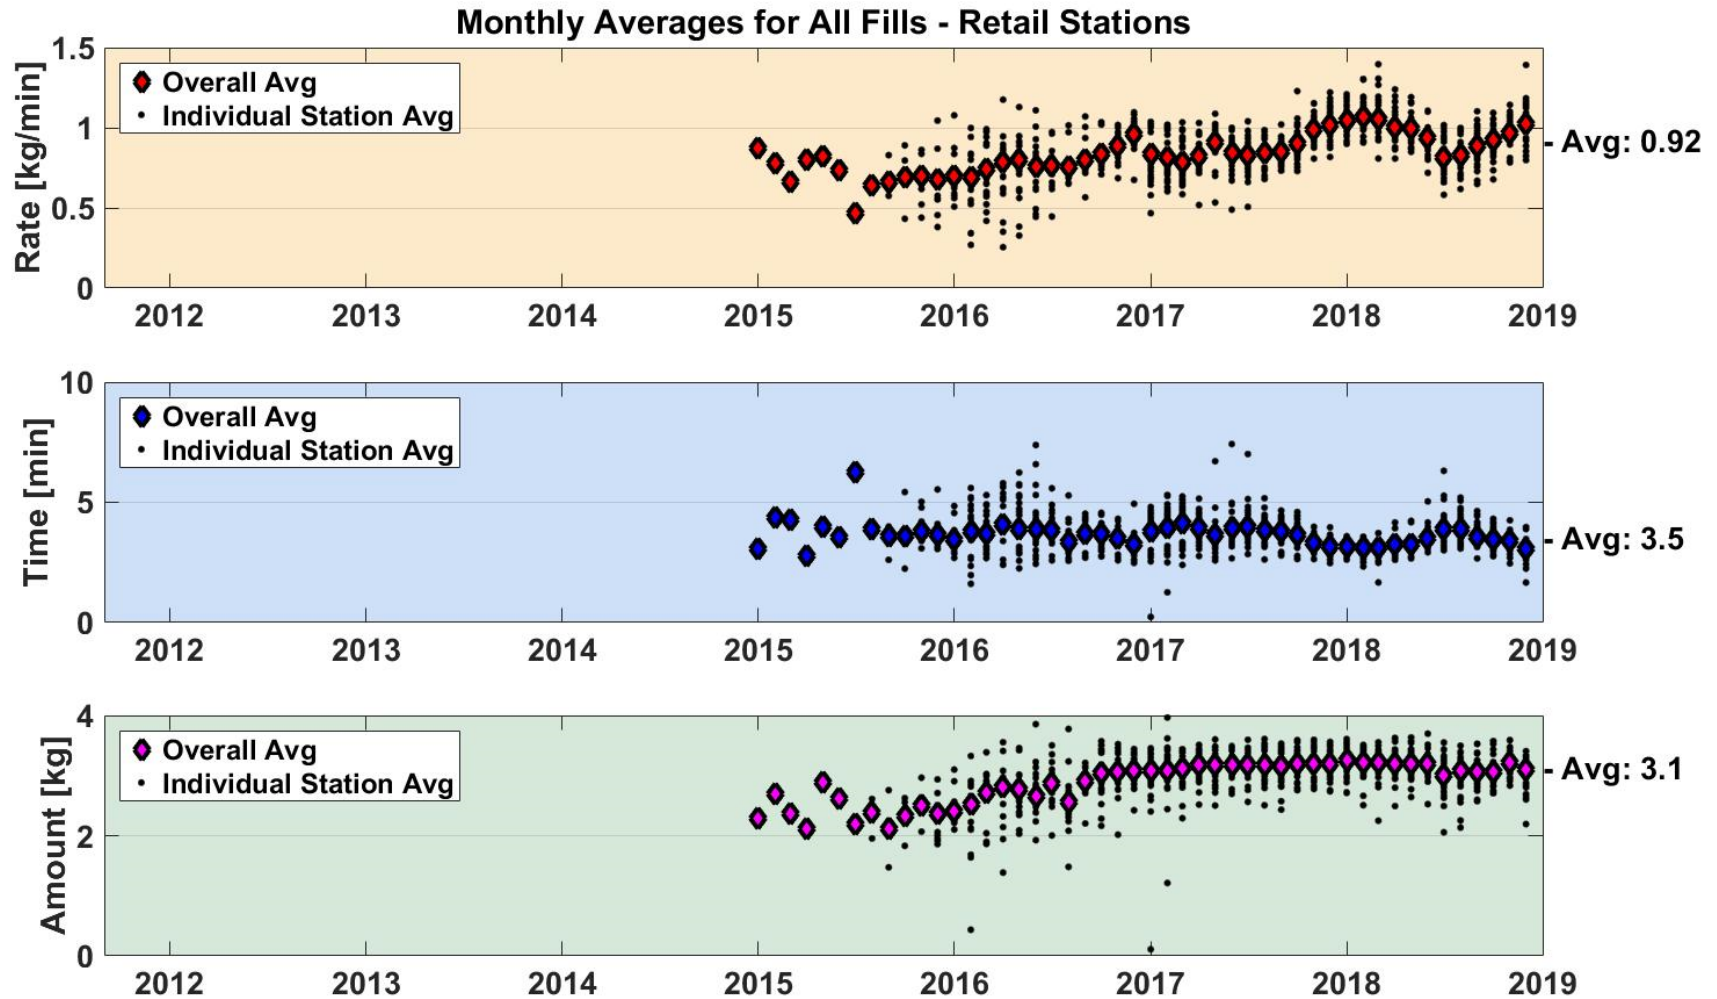 Monthly Averages for All Fills - Retail Stations
Rate [kg/min]
1.5
1
0.5
0
Overall Avg
Individual Station Avg
Avg: 0.92
2012 2013 2014 2015 2016 2017 2018 2019
Time [min]
10
5
0
Overall Avg
Individual Station Avg
Avg: 3.5
2012 2013 2014 2015 2016 2017 2018 2019
Amount [kg]
4
2
0
Overall Avg
Individual Station Avg
Avg: 3.1
2012 2013 2014 2015 2016 2017 2018 2019